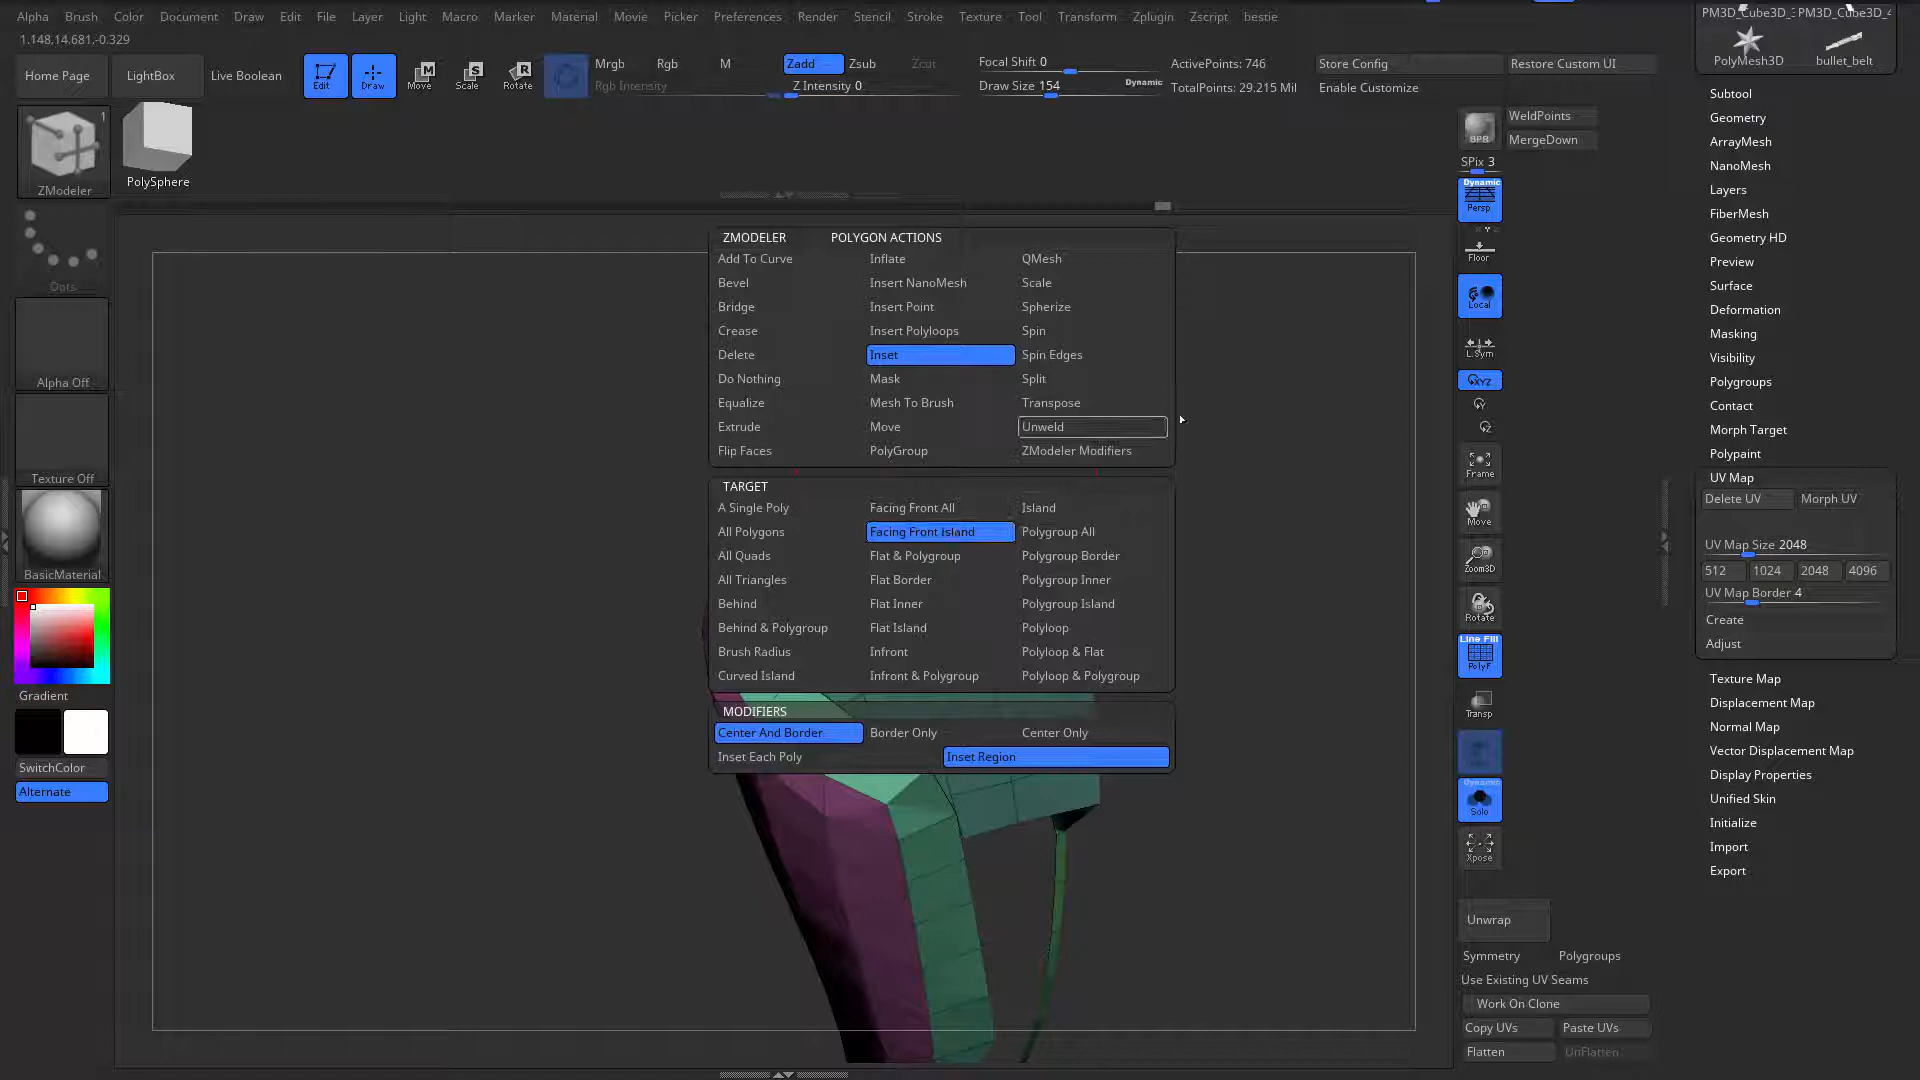 Alpha Brush Color Document Draw Edit File Layer Light Macro Marker Material Movie Picker Preferences Render Stencil Stroke Texture Tool Transform Zplugin Zscript bestie
1.148,14.681,-0.329
Home Page LightBox Live Boolean Edit Draw Move Scale Rotate
Mrgb Rgb M Zadd Zsub Zcut Focal Shift 0 ActivePoints: 746 Store Config Restore Custom UI
Rgb Intensity Z Intensity 0 Draw Size 154 Dynamic TotalPoints: 29.215 Mil Enable Customize
PM3D_Cube3D_ PM3D_Cube3D_
PolyMesh3D bullet_belt
1
ZModeler
PolySphere
Dots
Alpha Off
Texture Off
BasicMaterial
Gradient
SwitchColor
Alternate
ZMODELER POLYGON ACTIONS
Add To Curve Inflate QMesh
Bevel Insert NanoMesh Scale
Bridge Insert Point Spherize
Crease Insert Polyloops Spin
Delete Inset Spin Edges
Do Nothing Mask Split
Equalize Mesh To Brush Transpose
Extrude Move Unweld
Flip Faces PolyGroup ZModeler Modifiers
TARGET
A Single Poly Facing Front All Island
All Polygons Facing Front Island Polygroup All
All Quads Flat & Polygroup Polygroup Border
All Triangles Flat Border Polygroup Inner
Behind Flat Inner Polygroup Island
Behind & Polygroup Flat Island Polyloop
Brush Radius Infront Polyloop & Flat
Curved Island Infront & Polygroup Polyloop & Polygroup
MODIFIERS
Center And Border Border Only Center Only
Inset Each Poly Inset Region
BPR
WeldPoints
MergeDown
SPix 3
Dynamic
Persp
Floor
Local
L.Sym
XYZ
Y
Z
Frame
Move
Zoom3D
Rotate
Line Fill
PolyF
Transp
Dynamic
Solo
Xpose
Unwrap
Symmetry Polygroups
Use Existing UV Seams
Work On Clone
Copy UVs Paste UVs
Flatten UnFlatten
Subtool
Geometry
ArrayMesh
NanoMesh
Layers
FiberMesh
Geometry HD
Preview
Surface
Deformation
Masking
Visibility
Polygroups
Contact
Morph Target
Polypaint
UV Map
Delete UV Morph UV
UV Map Size 2048
512 1024 2048 4096
UV Map Border 4
Create
Adjust
Texture Map
Displacement Map
Normal Map
Vector Displacement Map
Display Properties
Unified Skin
Initialize
Import
Export